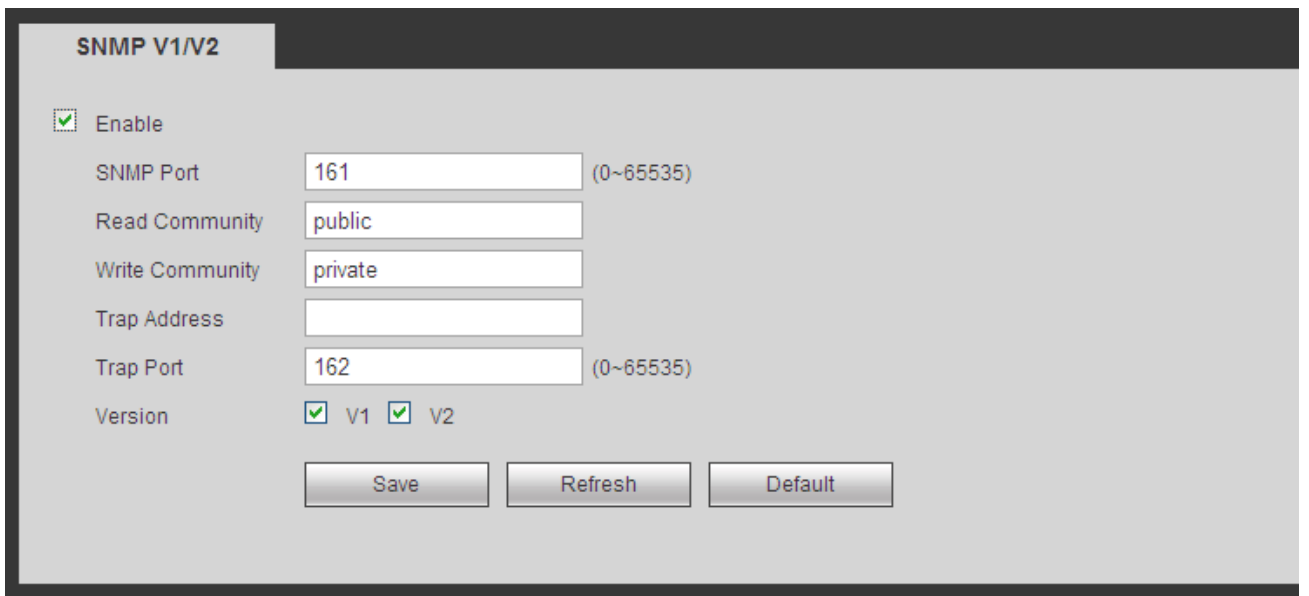 SNMP V1/V2
Enable
SNMP Port 161 (0~65535)
Read Community public
Write Community private
Trap Address
Trap Port 162 (0~65535)
Version V1 V2
Save Refresh Default